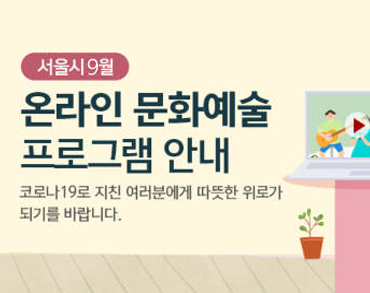 서울시 9월
온라인 문화예술
프로그램 안내
코로나19로 지친 여러분에게 따뜻한 위로가
되기를 바랍니다.